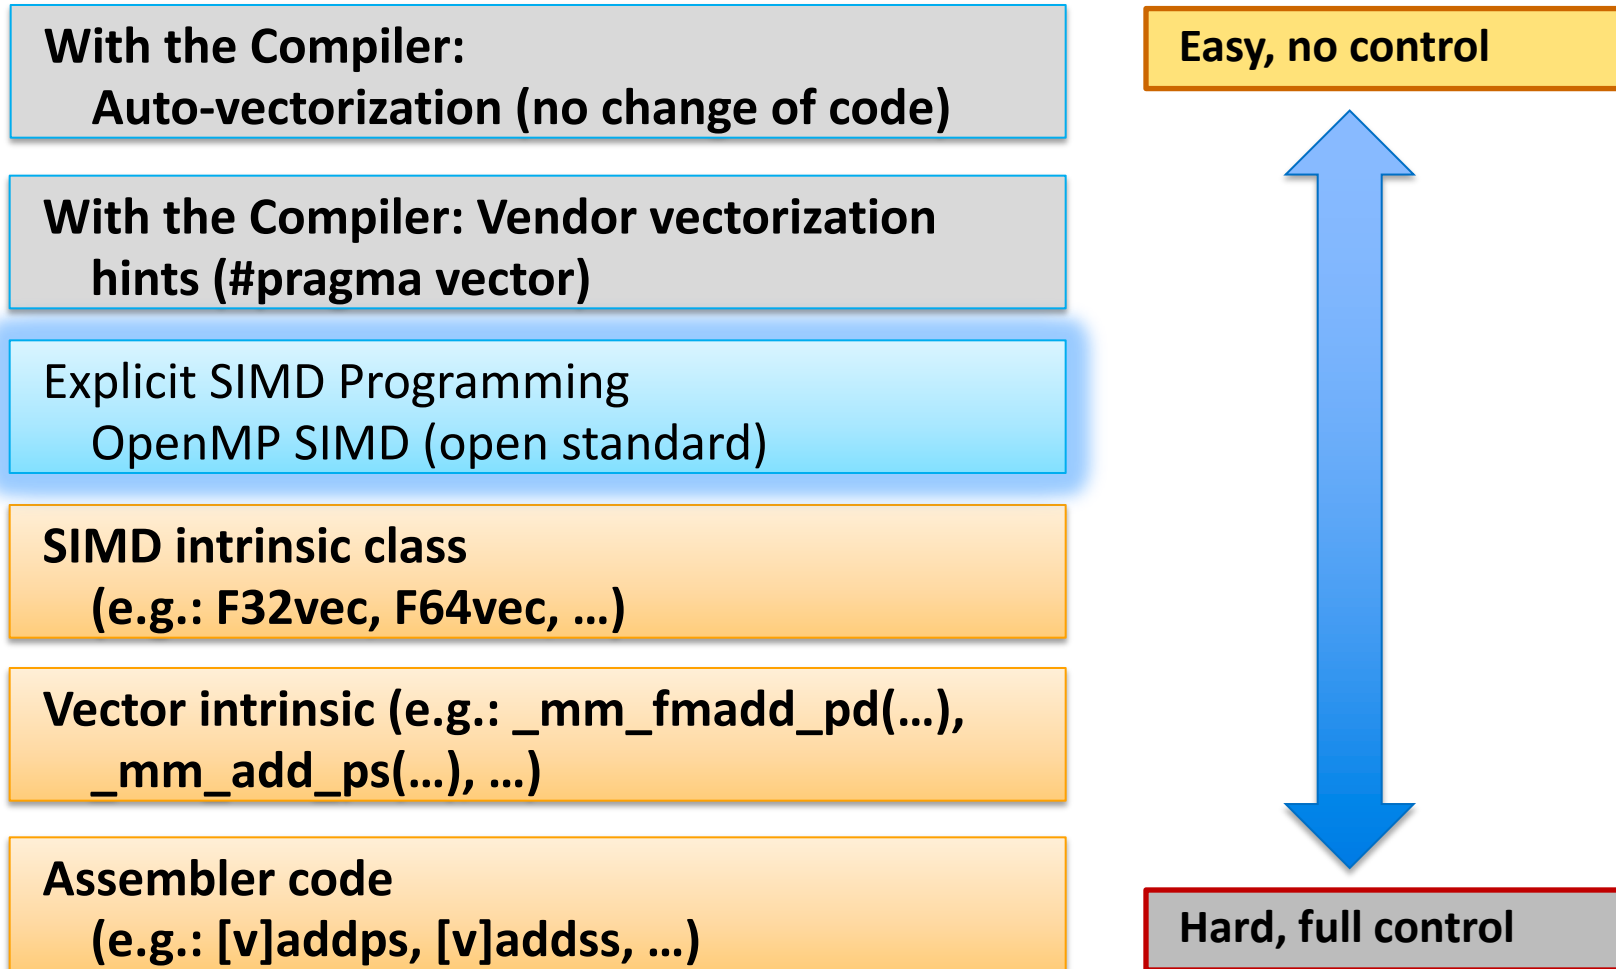 With the Compiler:
Auto-vectorization (no change of code)
Easy, no control
With the Compiler: Vendor vectorization
hints (#pragma vector)
Explicit SIMD Programming
OpenMP SIMD (open standard)
SIMD intrinsic class
(e.g.: F32vec, F64vec, …)
Vector intrinsic (e.g.: _mm_fmadd_pd(…),
_mm_add_ps(…), …)
Assembler code
(e.g.: [v]addps, [v]addss, …)
Hard, full control